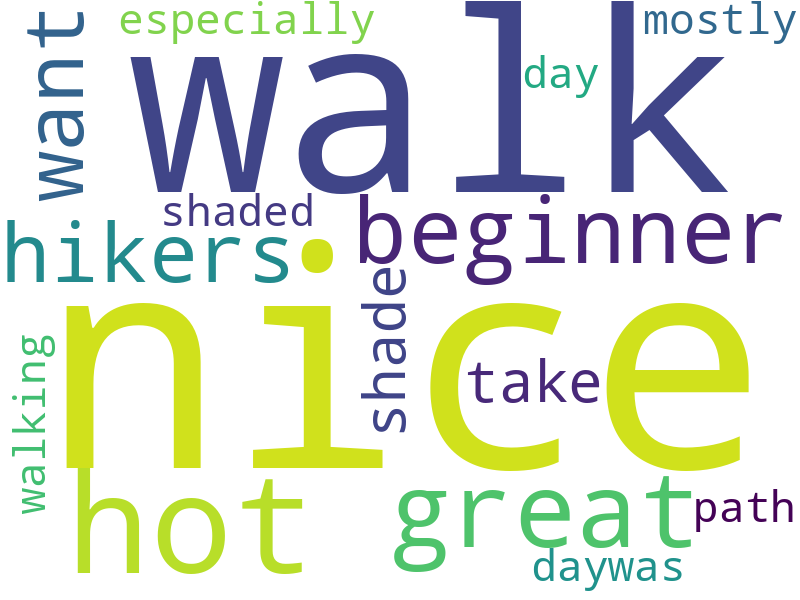 especially
mostly
want
walk
day
shaded
beginner
hikers
nice
shade
take
walking
hot
great
path
daywas